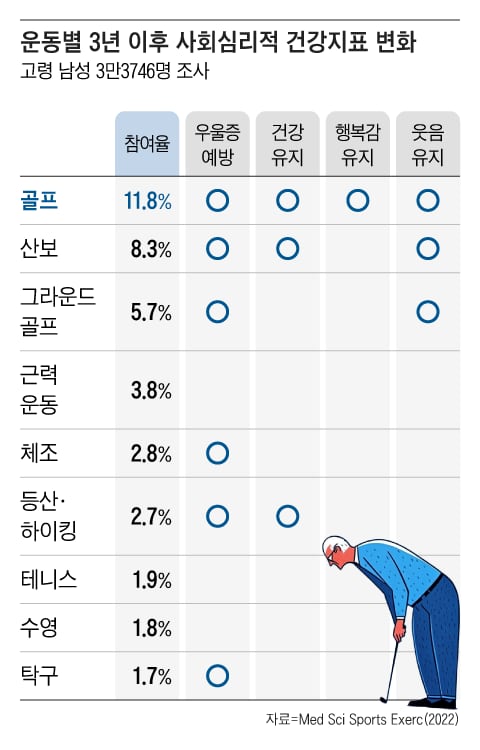 운동별 3년 이후 사회심리적 건강지표 변화
고령 남성 3만3746명 조사
참여율 우울증 예방 건강 유지 행복감 유지 웃음 유지
골프 11.8% ○ ○ ○ ○
산보 8.3% ○ ○ ○
그라운드 골프 5.7% ○ ○
근력 운동 3.8%
체조 2.8% ○
등산· 하이킹 2.7% ○ ○
테니스 1.9%
수영 1.8%
탁구 1.7% ○
자료=Med Sci Sports Exerc(2022)